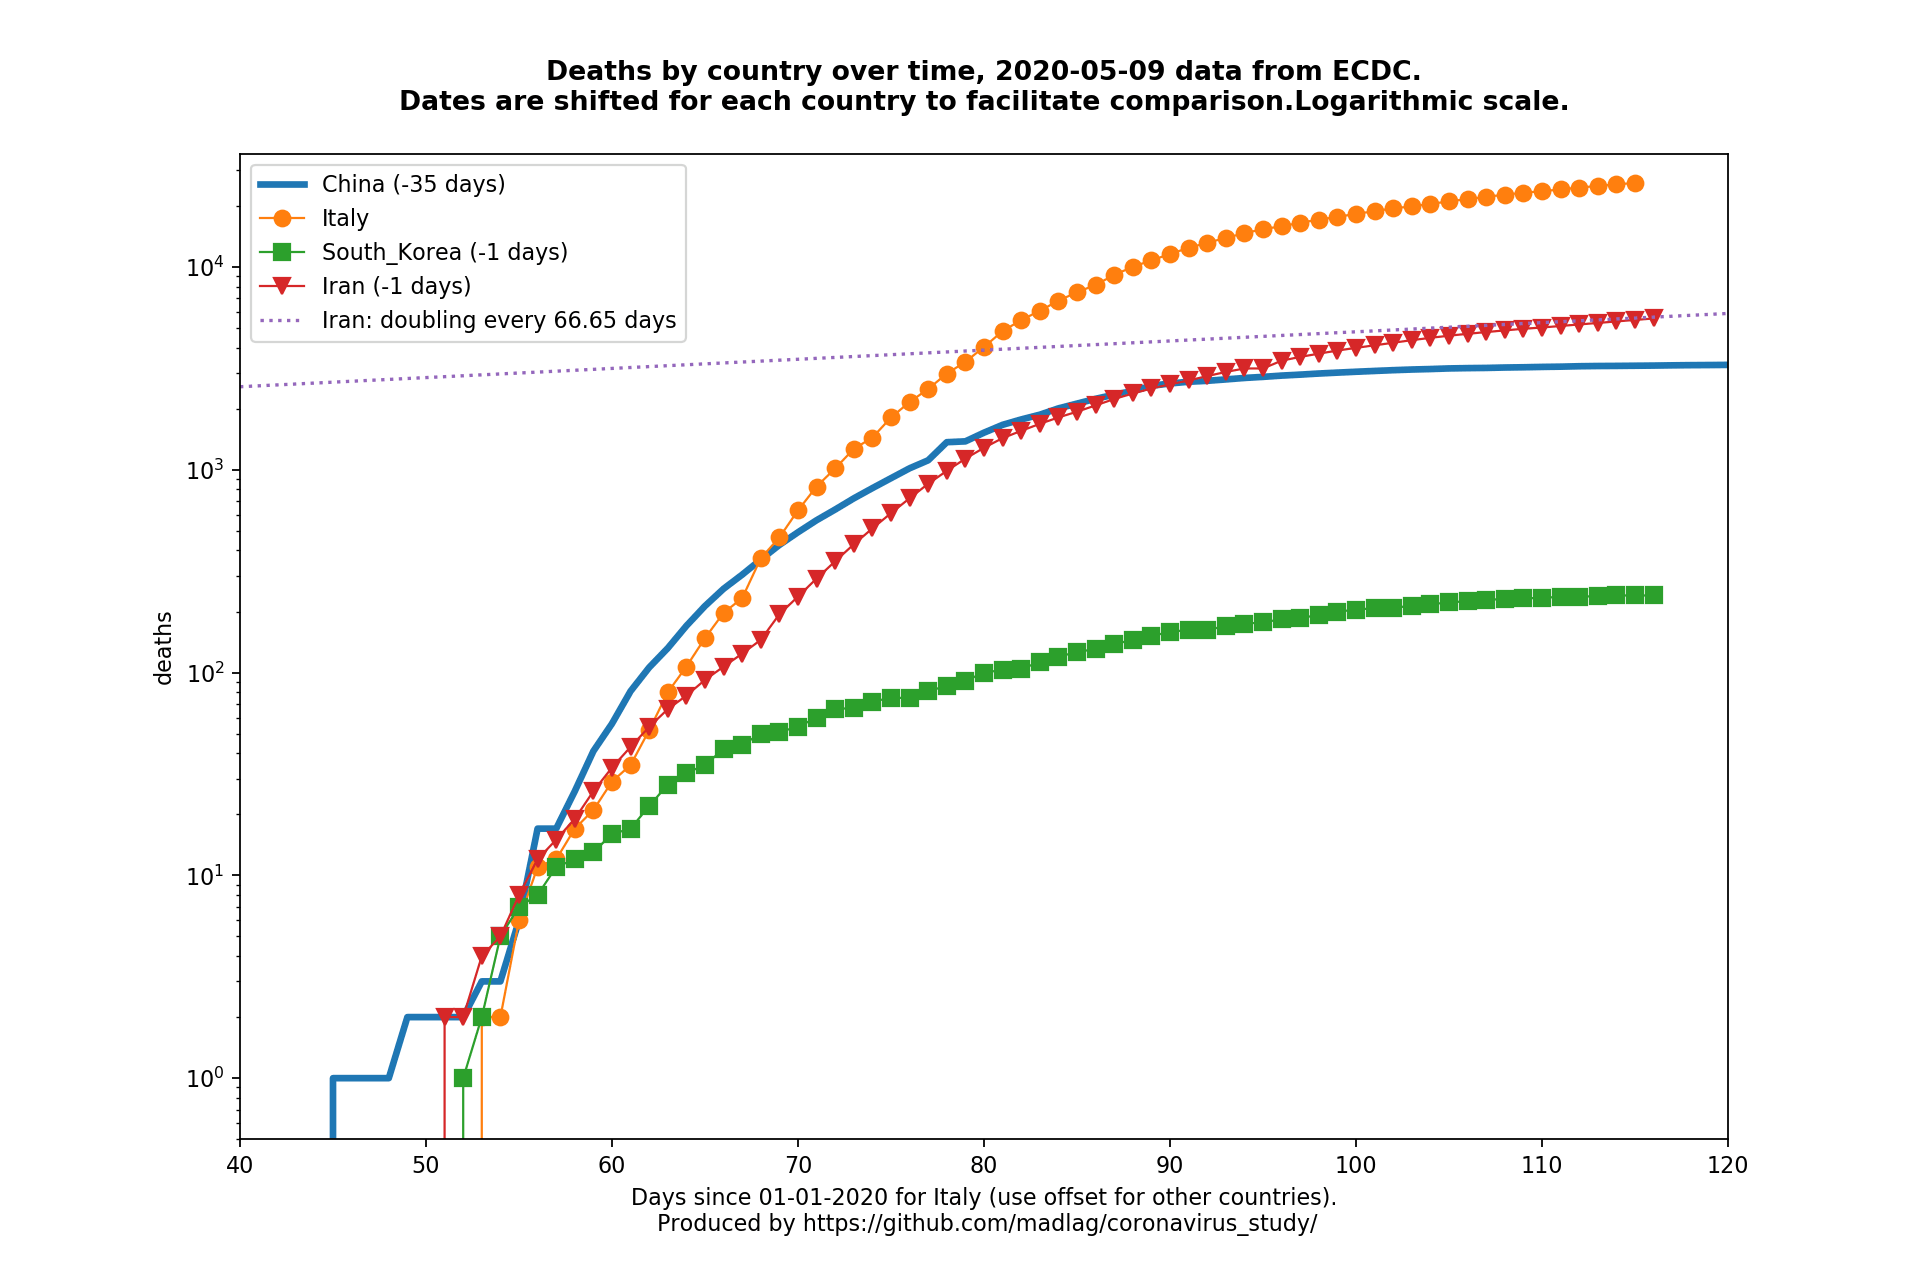 Deaths by country over time, 2020-05-09 data from ECDC.
Dates are shifted for each country to facilitate comparison.Logarithmic scale.
China (-35 days)
Italy
South_Korea (-1 days)
Iran (-1 days)
Iran: doubling every 66.65 days
10⁴
10³
10²
10¹
10⁰
deaths
40 50 60 70 80 90 100 110 120
Days since 01-01-2020 for Italy (use offset for other countries).
Produced by https://github.com/madlag/coronavirus_study/